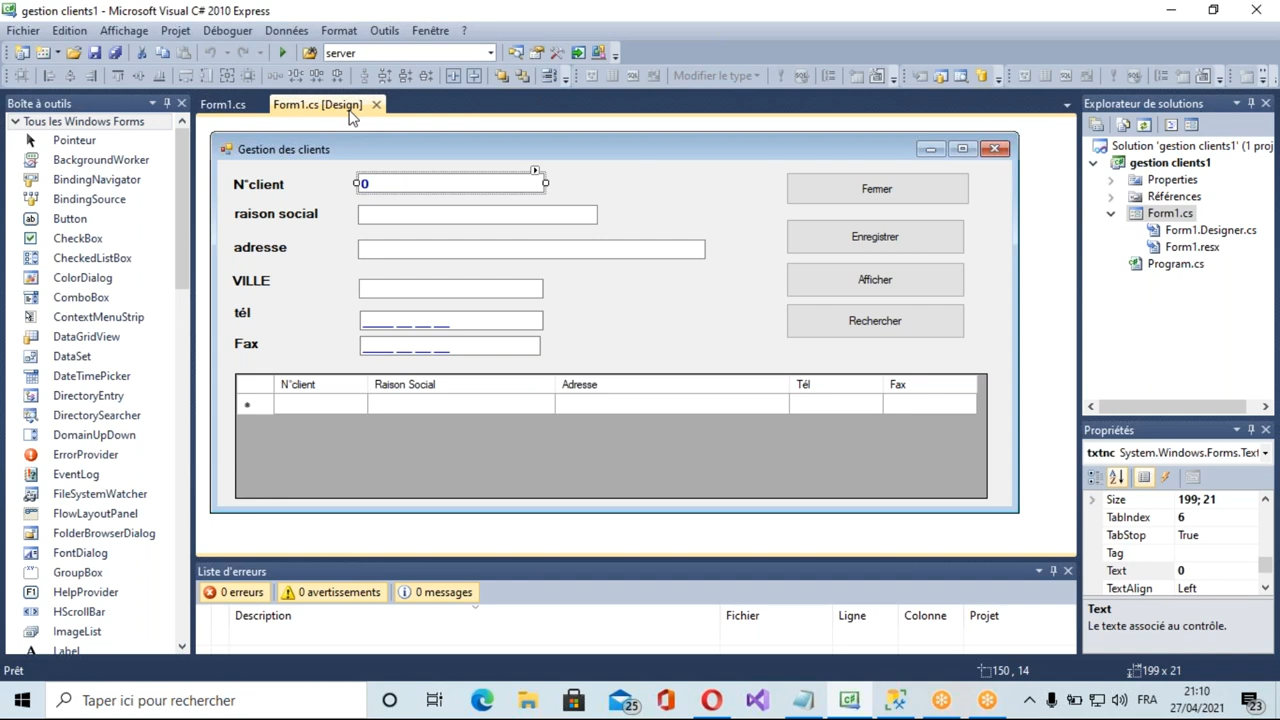 gestion clients1 - Microsoft Visual C# 2010 Express
Fichier Edition Affichage Projet Déboguer Données Format Outils Fenêtre ?
server
Modifier le type
Boîte à outils
Form1.cs Form1.cs [Design]
Explorateur de solutions
Tous les Windows Forms
Pointeur
BackgroundWorker
BindingNavigator
BindingSource
Button
CheckBox
CheckedListBox
ColorDialog
ComboBox
ContextMenuStrip
DataGridView
DataSet
DateTimePicker
DirectoryEntry
DirectorySearcher
DomainUpDown
ErrorProvider
EventLog
FileSystemWatcher
FlowLayoutPanel
FolderBrowserDialog
FontDialog
GroupBox
HelpProvider
HScrollBar
ImageList
Label
Gestion des clients
N°client 0
raison social
adresse
VILLE
tél
Fax
Fermer
Enregistrer
Afficher
Rechercher
N°client Raison Social Adresse Tél Fax
Liste d'erreurs
0 erreurs 0 avertissements 0 messages
Description Fichier Ligne Colonne Projet
Solution 'gestion clients1' (1 proj
gestion clients1
Properties
Références
Form1.cs
Form1.Designer.cs
Form1.resx
Program.cs
Propriétés
txtnc System.Windows.Forms.Text
Size 199; 21
TabIndex 6
TabStop True
Tag
Text 0
TextAlign Left
Text
Le texte associé au contrôle.
Prêt 150 , 14 199 x 21
Taper ici pour rechercher
25
FRA
21:10
27/04/2021
23